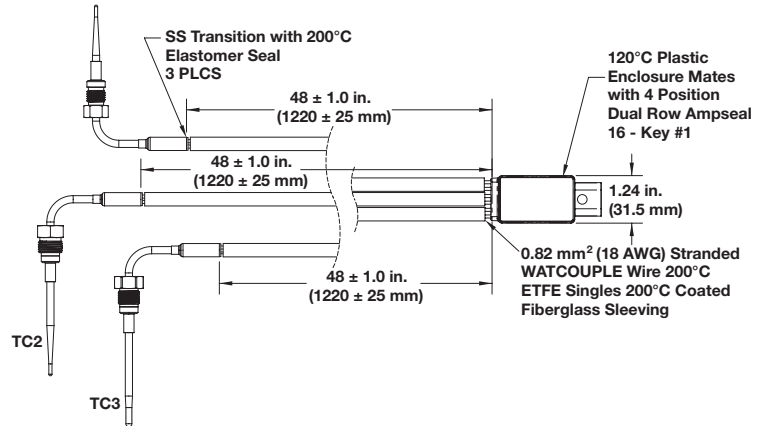 SS Transition with 200°C
Elastomer Seal
3 PLCS
120°C Plastic
Enclosure Mates
with 4 Position
Dual Row Ampseal
16 - Key #1
48 ± 1.0 in.
(1220 ± 25 mm)
48 ± 1.0 in.
(1220 ± 25 mm)
1.24 in.
(31.5 mm)
0.82 mm² (18 AWG) Stranded
WATCOUPLE Wire 200°C
ETFE Singles 200°C Coated
Fiberglass Sleeving
48 ± 1.0 in.
(1220 ± 25 mm)
TC2
TC3